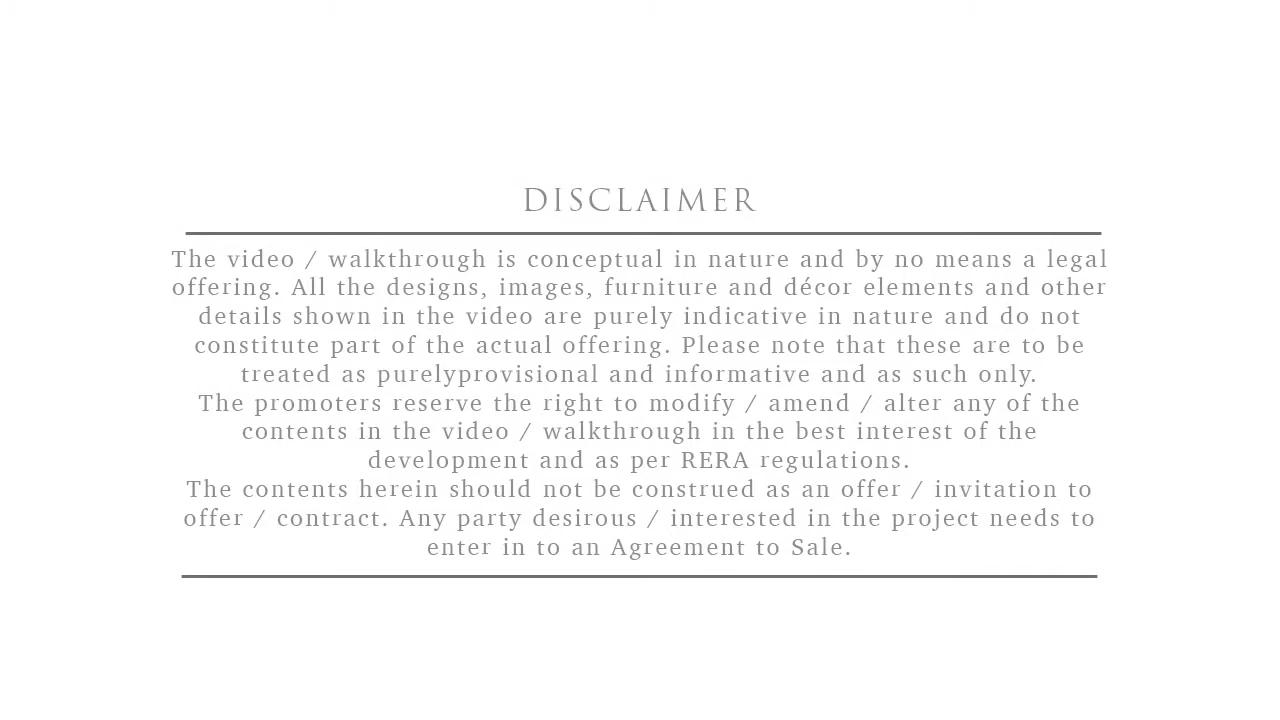 DISCLAIMER
The video / walkthrough is conceptual in nature and by no means a legal
offering. All the designs, images, furniture and décor elements and other
details shown in the video are purely indicative in nature and do not
constitute part of the actual offering. Please note that these are to be
treated as purelyprovisional and informative and as such only.
The promoters reserve the right to modify / amend / alter any of the
contents in the video / walkthrough in the best interest of the
development and as per RERA regulations.
The contents herein should not be construed as an offer / invitation to
offer / contract. Any party desirous / interested in the project needs to
enter in to an Agreement to Sale.